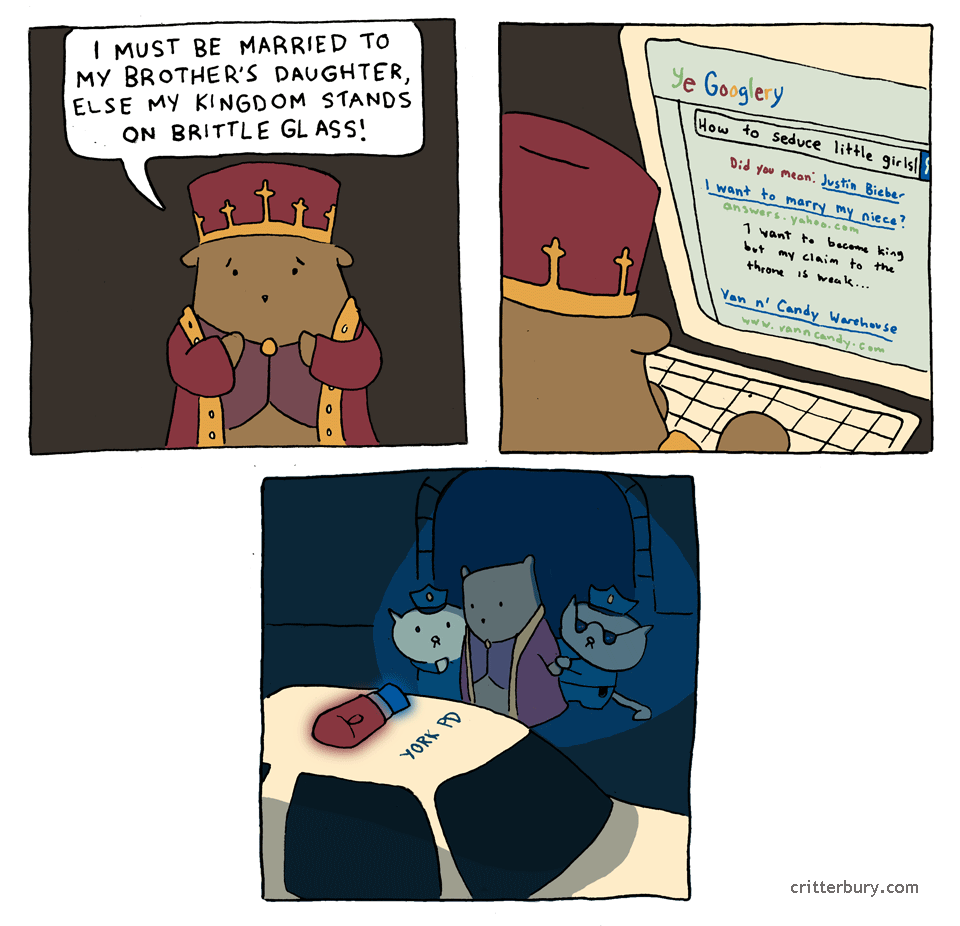 I MUST BE MARRIED TO
MY BROTHER'S DAUGHTER,
ELSE MY KINGDOM STANDS
ON BRITTLE GLASS!
Ye Googlery
How to seduce little girls
Did you mean: Justin Bieber
I want to marry my niece?
answers.yahoo.com
I want to become king
but my claim to the
throne is weak...
Van n' Candy Warehouse
www.vanncandy.com
YORK PD
critterbury.com